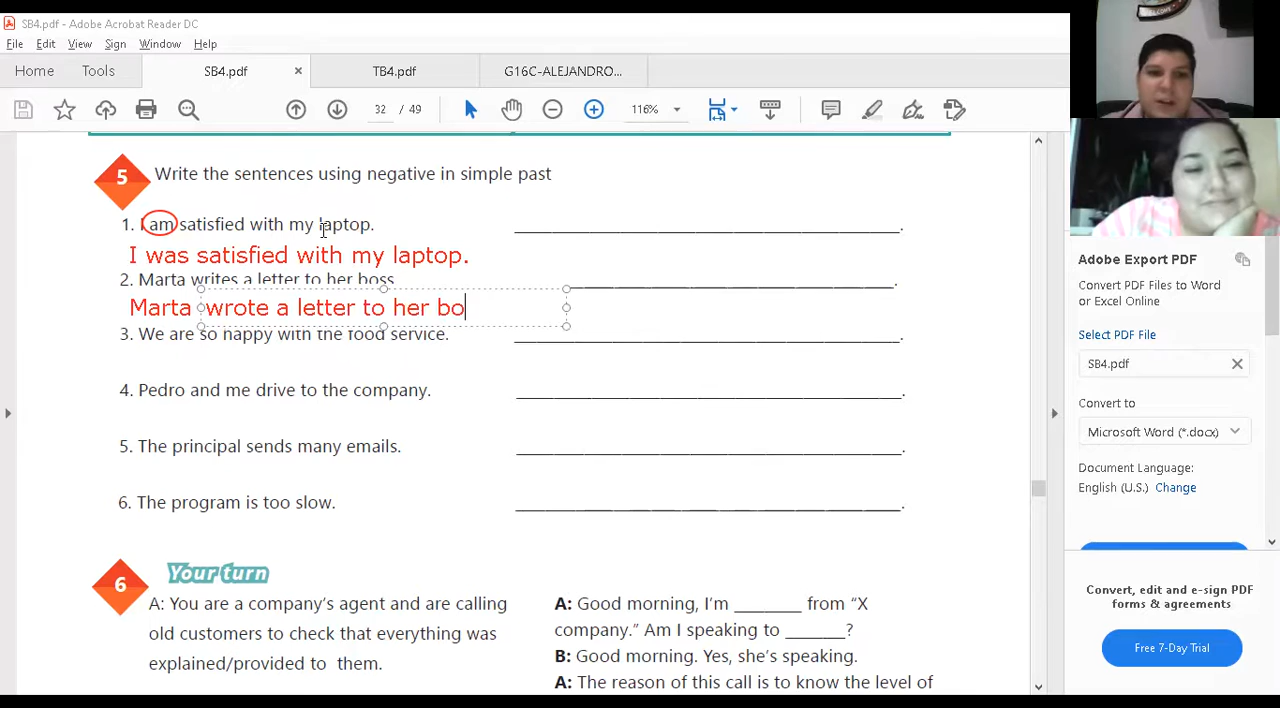 SB4.pdf - Adobe Acrobat Reader DC
File Edit View Sign Window Help
Home Tools SB4.pdf × TB4.pdf G16C-ALEJANDRO...
32 / 49 116%
5 Write the sentences using negative in simple past
1. I am satisfied with my laptop. ________________.
I was satisfied with my laptop.
2. Marta writes a letter to her boss ________________.
Marta wrote a letter to her bo
3. We are so happy with the food service. ________________.
4. Pedro and me drive to the company. ________________.
5. The principal sends many emails. ________________.
6. The program is too slow. ________________.
6 Your turn
A: You are a company's agent and are calling
old customers to check that everything was
explained/provided to them.
A: Good morning, I'm _______ from "X
company." Am I speaking to ______?
B: Good morning. Yes, she's speaking.
A: The reason of this call is to know the level of
Adobe Export PDF
Convert PDF Files to Word
or Excel Online
Select PDF File
SB4.pdf
Convert to
Microsoft Word (*.docx)
Document Language:
English (U.S.) Change
Convert, edit and e-sign PDF
forms & agreements
Free 7-Day Trial